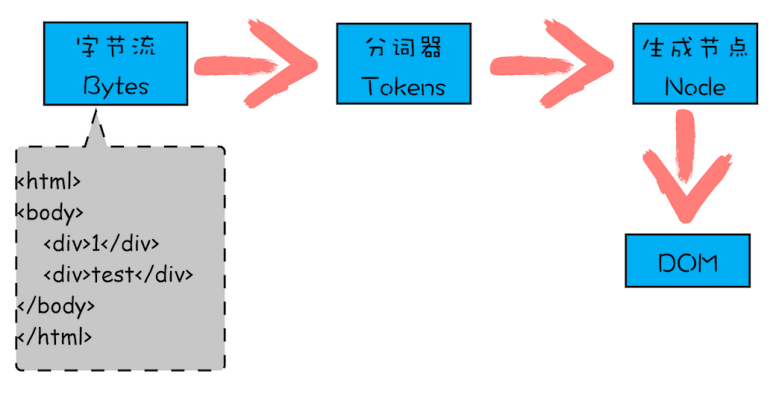 字节流
Bytes
分词器
Tokens
生成节点
Node
<html>
<body>
<div>1</div>
<div>test</div>
</body>
</html>
DOM